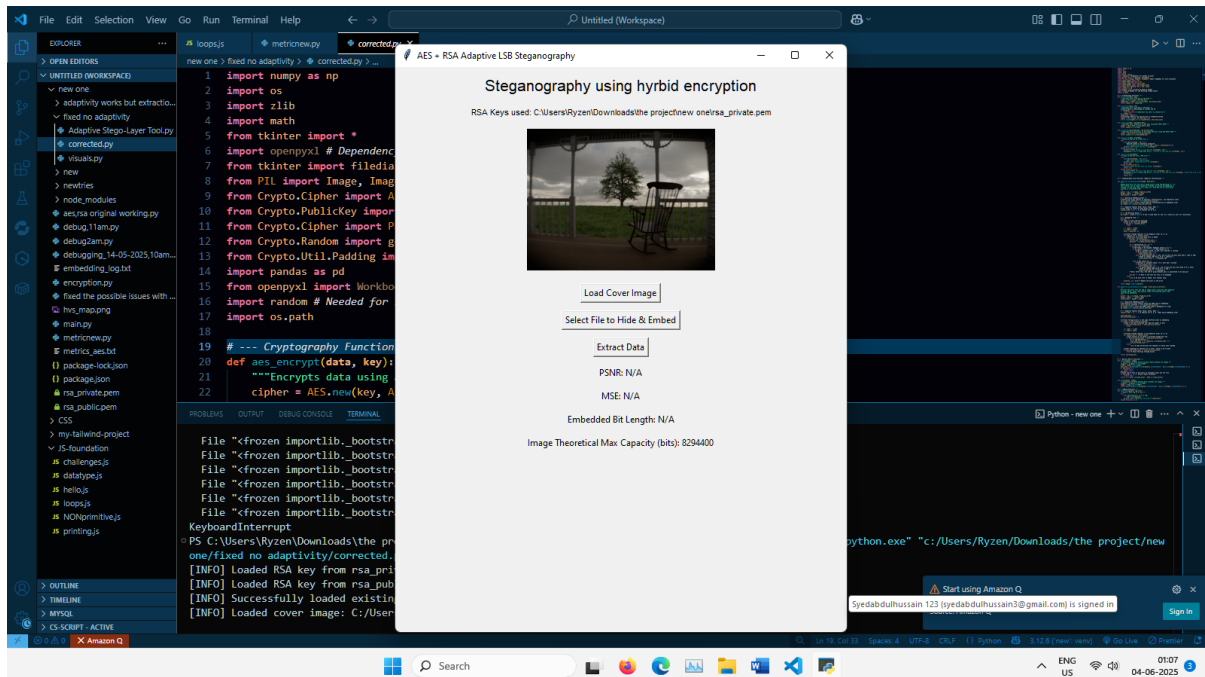 File Edit Selection View Go Run Terminal Help
Untitled (Workspace)
EXPLORER
OPEN EDITORS
UNTITLED (WORKSPACE)
new one
adaptivity works but extractio...
fixed no adaptivity
Adaptive Stego-Layer Tool.py
corrected.py
visuals.py
new
newtries
node_modules
aes,rsa original working.py
debug,11am.py
debug2am.py
debugging_14-05-2025,10am...
embedding_log.txt
encryption.py
fixed the possible issues with ...
hvs_map.png
main.py
metricnew.py
metrics_aes.txt
package-lock.json
package.json
rsa_private.pem
rsa_public.pem
CSS
my-tailwind-project
JS-foundation
challenges.js
datatype.js
hello.js
loops.js
NONprimitive.js
printing.js
OUTLINE
TIMELINE
MYSQL
CS-SCRIPT - ACTIVE
loops.js metricnew.py corrected.py
new one > fixed no adaptivity > corrected.py > ...
1 import numpy as np
2 import os
3 import zlib
4 import math
5 from tkinter import *
6 import openpyxl # Dependenc
7 from tkinter import filedia
8 from PIL import Image, Imag
9 from Crypto.Cipher import A
10 from Crypto.PublicKey impor
11 from Crypto.Cipher import P
12 from Crypto.Random import g
13 from Crypto.Util.Padding im
14 import pandas as pd
15 from openpyxl import Workbo
16 import random # Needed for
17 import os.path
18
19 # --- Cryptography Function
20 def aes_encrypt(data, key):
21 """Encrypts data using
22 cipher = AES.new(key, A
AES + RSA Adaptive LSB Steganography
Steganography using hyrbid encryption
RSA Keys used: C:\Users\Ryzen\Downloads\the project\new one\rsa_private.pem
Load Cover Image
Select File to Hide & Embed
Extract Data
PSNR: N/A
MSE: N/A
Embedded Bit Length: N/A
Image Theoretical Max Capacity (bits): 8294400
PROBLEMS OUTPUT DEBUG CONSOLE TERMINAL
Python - new one
File "<frozen importlib._bootstr
File "<frozen importlib._bootstr
File "<frozen importlib._bootstr
File "<frozen importlib._bootstr
File "<frozen importlib._bootstr
File "<frozen importlib._bootstr
KeyboardInterrupt
PS C:\Users\Ryzen\Downloads\the pr python.exe" "c:/Users/Ryzen/Downloads/the project/new
one/fixed no adaptivity/corrected.
[INFO] Loaded RSA key from rsa_pri
[INFO] Loaded RSA key from rsa_pub
[INFO] Successfully loaded existin
[INFO] Loaded cover image: C:/User
Start using Amazon Q
Syedabdulhussain 123 (syedabdulhussain3@gmail.com) is signed in
Sign In
0 0 0 Amazon Q
Ln 19, Col 33 Spaces: 4 UTF-8 CRLF Python 3.12.6 ('new': venv) Go Live Prettier
Search
ENG
US
01:07
04-06-2025
3